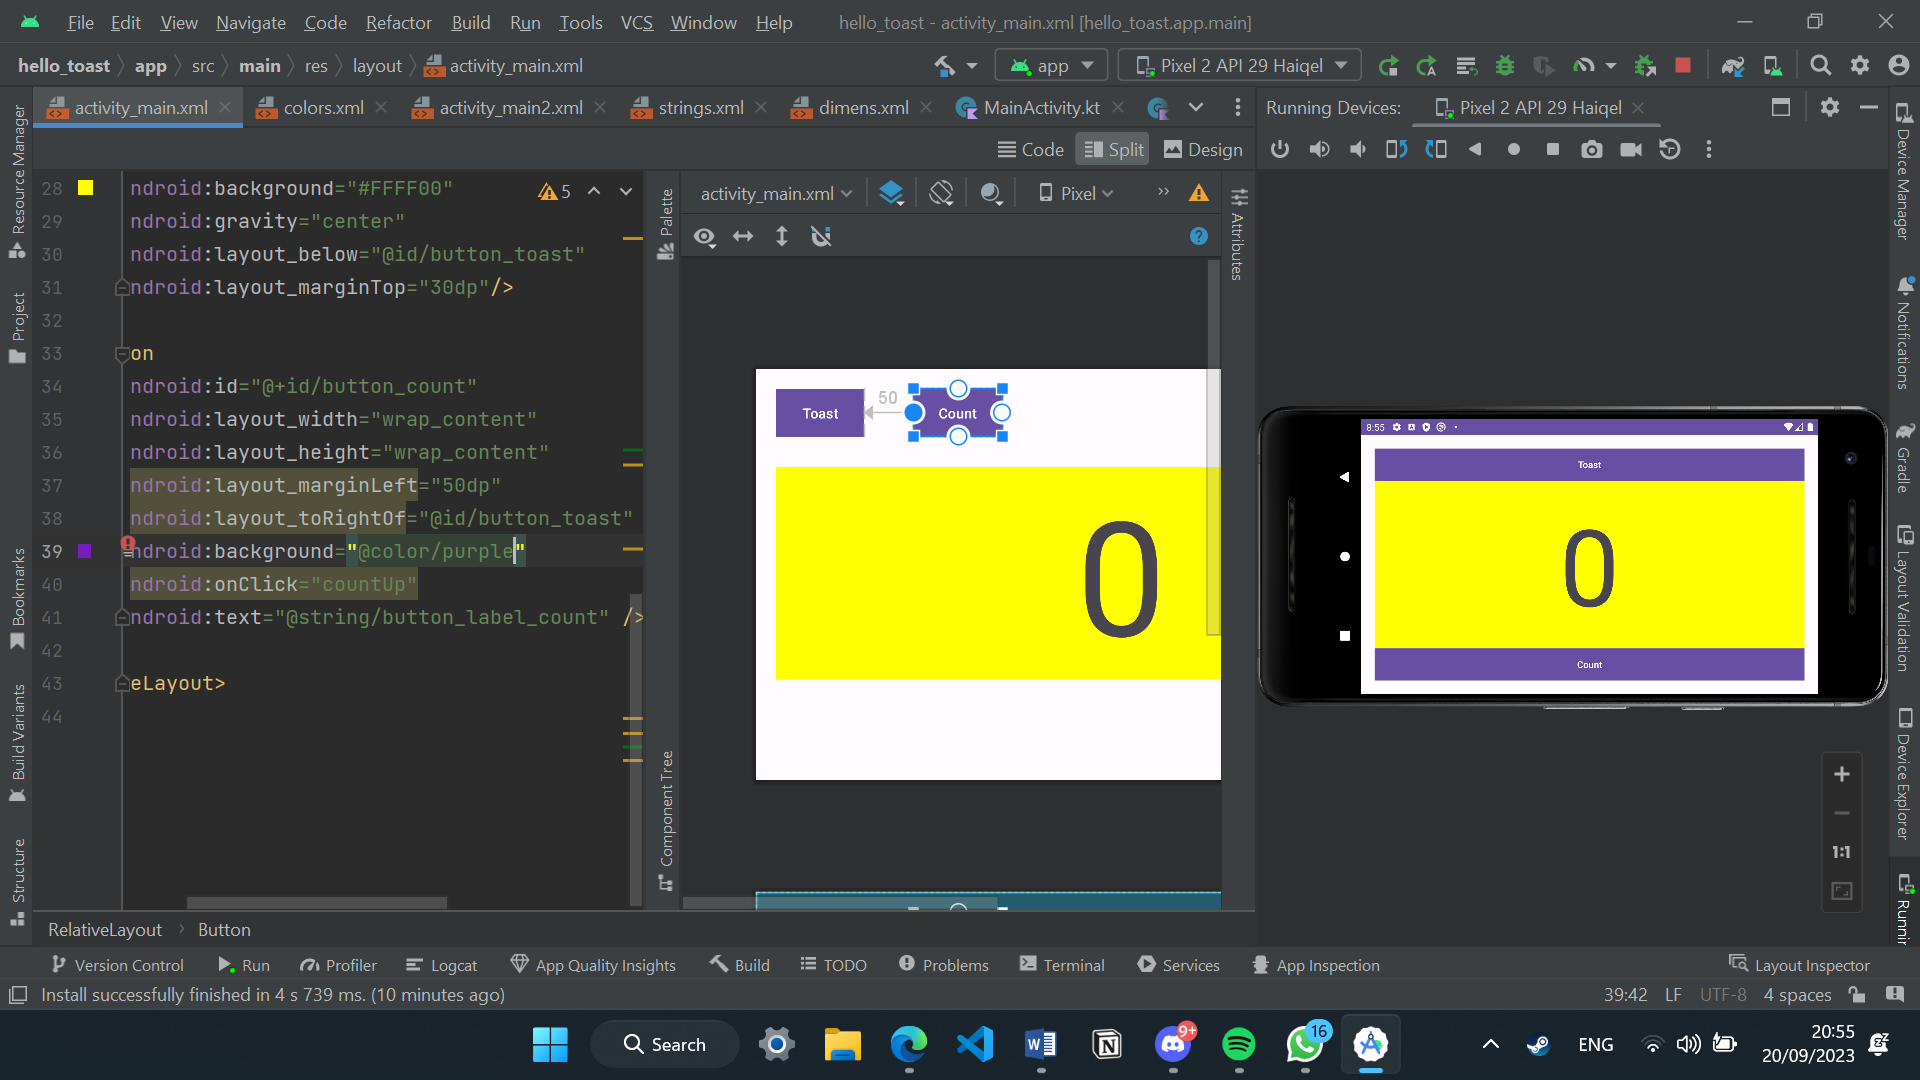 File Edit View Navigate Code Refactor Build Run Tools VCS Window Help hello_toast - activity_main.xml [hello_toast.app.main]
hello_toast app src main res layout activity_main.xml app Pixel 2 API 29 Haiqel
activity_main.xml colors.xml activity_main2.xml strings.xml dimens.xml MainActivity.kt Running Devices: Pixel 2 API 29 Haiqel
Code Split Design
activity_main.xml Pixel
28 ndroid:background="#FFFF00" 5
29 ndroid:gravity="center"
30 ndroid:layout_below="@id/button_toast"
31 ndroid:layout_marginTop="30dp"/>
32
33 on
34 ndroid:id="@+id/button_count"
35 ndroid:layout_width="wrap_content"
36 ndroid:layout_height="wrap_content"
37 ndroid:layout_marginLeft="50dp"
38 ndroid:layout_toRightOf="@id/button_toast"
39 ndroid:background="@color/purple"
40 ndroid:onClick="countUp"
41 ndroid:text="@string/button_label_count" />
42
43 eLayout>
44
Resource Manager
Project
Bookmarks
Build Variants
Structure
Palette
Component Tree
Attributes
Toast 50 Count
0
8:55
Toast
0
Count
1:1
Device Manager
Notifications
Gradle
Layout Validation
Device Explorer
Runnin
RelativeLayout Button
Version Control Run Profiler Logcat App Quality Insights Build TODO Problems Terminal Services App Inspection Layout Inspector
Install successfully finished in 4 s 739 ms. (10 minutes ago) 39:42 LF UTF-8 4 spaces
Search 9+ 16 ENG 20:55
20/09/2023